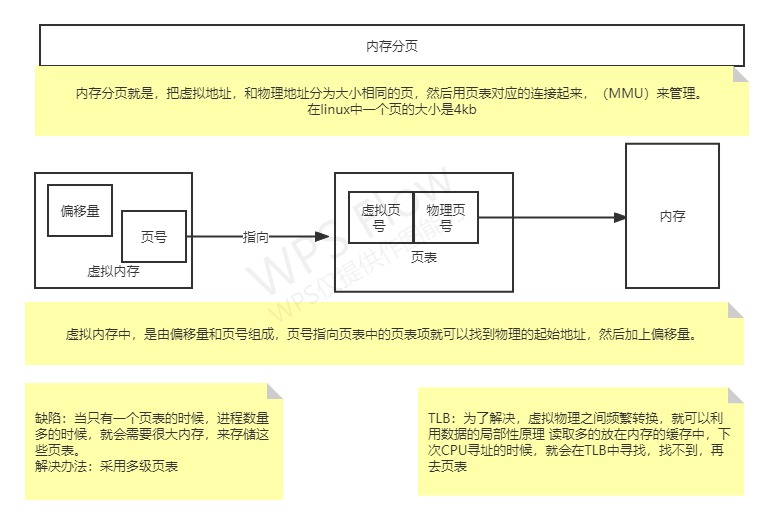 内存分页
内存分页就是，把虚拟地址，和物理地址分为大小相同的页，然后用页表对应的连接起来，（MMU）来管理。
在linux中一个页的大小是4kb
偏移量
页号
虚拟内存
指向
虚拟页
号
物理页
号
页表
内存
虚拟内存中，是由偏移量和页号组成，页号指向页表中的页表项就可以找到物理的起始地址，然后加上偏移量。
缺陷：当只有一个页表的时候，进程数量
多的时候，就会需要很大内存，来存储这
些页表。
解决办法：采用多级页表
TLB：为了解决，虚拟物理之间频繁转换，就可以利
用数据的局部性原理 读取多的放在内存的缓存中，下
次CPU寻址的时候，就会在TLB中寻找，找不到，再
去页表
WPS Flow